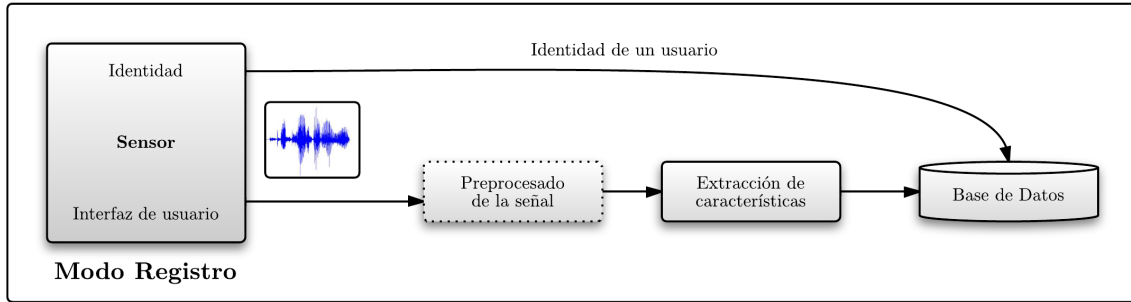 Identidad de un usuario
Identidad
Sensor
Interfaz de usuario
Preprocesado
de la señal
Extracción de
características
Base de Datos
Modo Registro